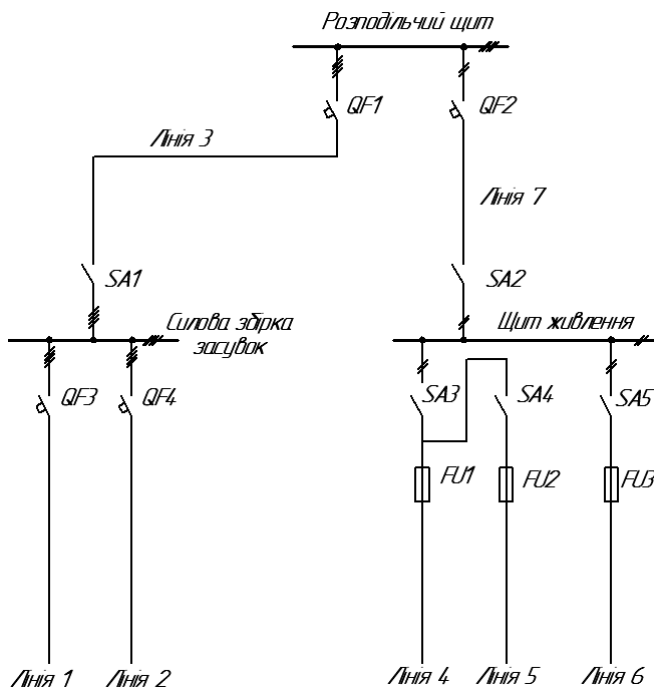 Розподільчий щит
QF1
QF2
Лінія 3
Лінія 7
SA1
SA2
Силова збірка
засувок
Щит живлення
QF3
QF4
SA3
SA4
SA5
FU1
FU2
FU3
Лінія 1
Лінія 2
Лінія 4
Лінія 5
Лінія 6